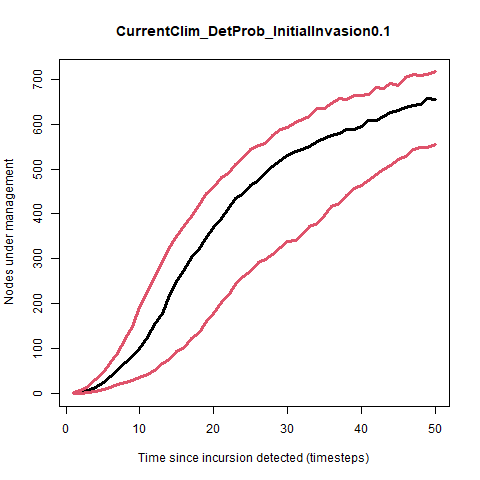 CurrentClim_DetProb_InitialInvasion0.1
Nodes under management
700
600
500
400
300
200
100
0
0 10 20 30 40 50
Time since incursion detected (timesteps)